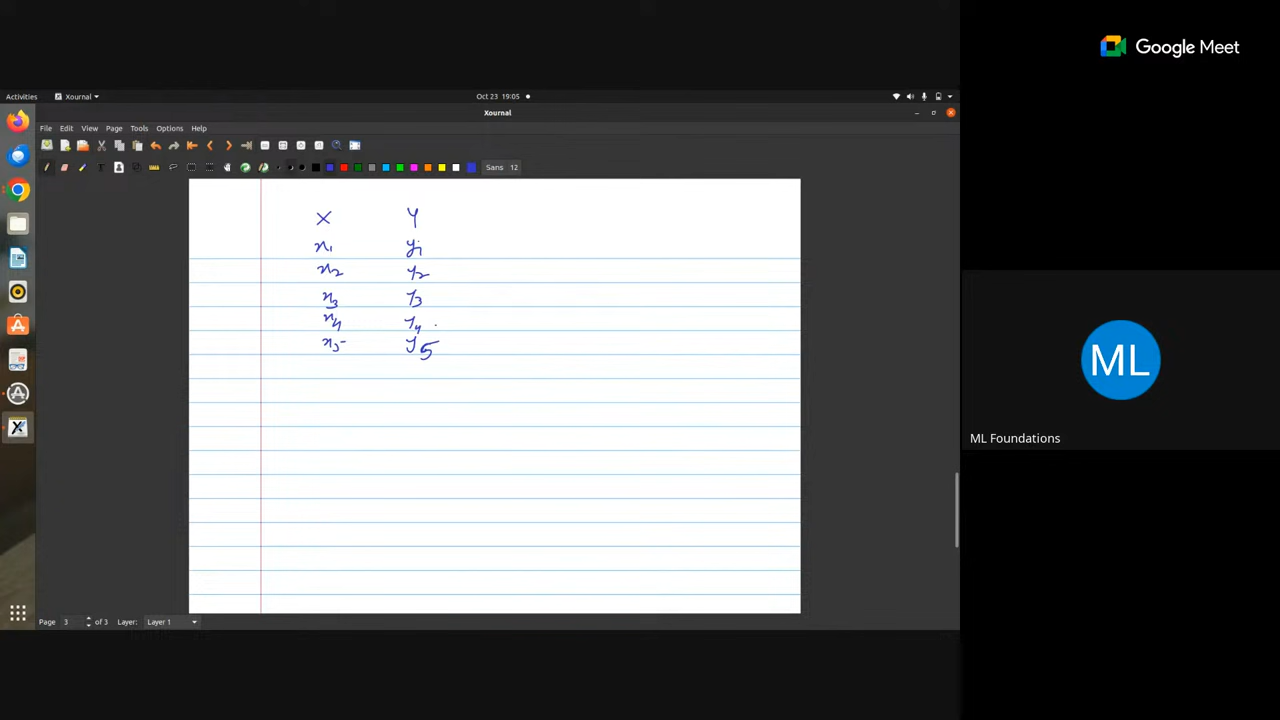 Google Meet
Activities Xournal Oct 23 19:05
Xournal
File Edit View Page Tools Options Help
Sans 12
X Y
x1 y1
x2 y2
x3 y3
x4 y4
x5 y5
ML
ML Foundations
Page 3 of 3 Layer: Layer 1